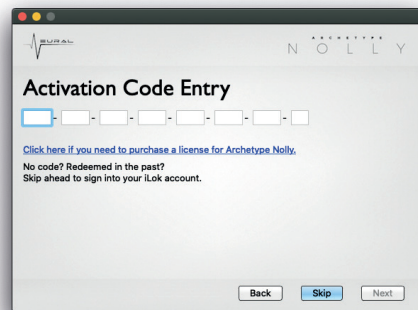 NEURAL
ARCHETYPE
NOLLY
Activation Code Entry
- - - - - - -
Click here if you need to purchase a license for Archetype Nolly.
No code? Redeemed in the past?
Skip ahead to sign into your iLok account.
Back Skip Next